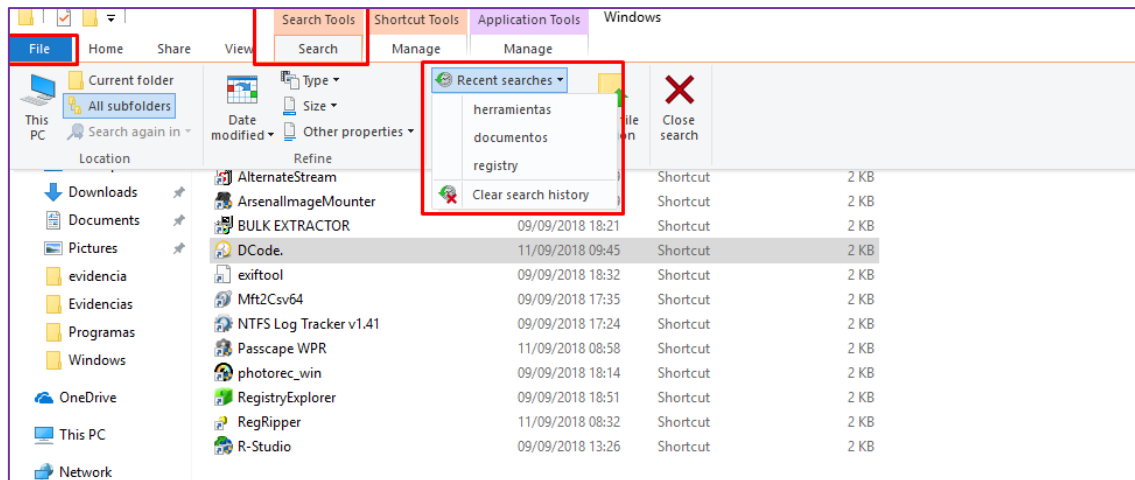 Search Tools Shortcut Tools Application Tools Windows
File Home Share View Search Manage Manage
This PC
Current folder
All subfolders
Search again in
Location
Date modified
Type
Size
Other properties
Refine
Recent searches
herramientas
documentos
registry
Clear search history
Close search
Downloads
Documents
Pictures
evidencia
Evidencias
Programas
Windows
OneDrive
This PC
Network
AlternateStream Shortcut 2 KB
ArsenalImageMounter Shortcut 2 KB
BULK EXTRACTOR 09/09/2018 18:21 Shortcut 2 KB
DCode. 11/09/2018 09:45 Shortcut 2 KB
exiftool 09/09/2018 18:32 Shortcut 2 KB
Mft2Csv64 09/09/2018 17:35 Shortcut 2 KB
NTFS Log Tracker v1.41 09/09/2018 17:24 Shortcut 2 KB
Passcape WPR 11/09/2018 08:58 Shortcut 2 KB
photorec_win 09/09/2018 18:14 Shortcut 2 KB
RegistryExplorer 09/09/2018 18:51 Shortcut 2 KB
RegRipper 11/09/2018 08:32 Shortcut 2 KB
R-Studio 09/09/2018 13:26 Shortcut 2 KB